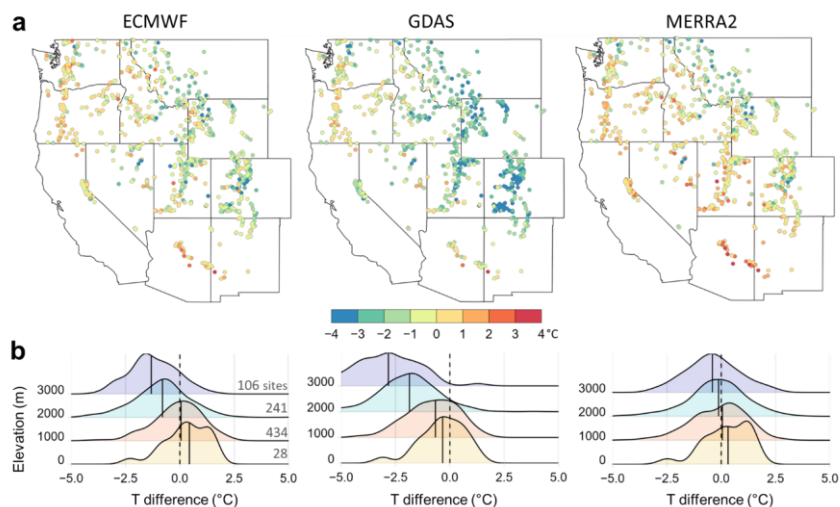 a
ECMWF GDAS MERRA2
−4 −3 −2 −1 0 1 2 3 4°C
b
Elevation (m)
3000 106 sites 3000 3000
2000 241 2000 2000
1000 434 1000 1000
0 28 0 0
−5.0 −2.5 0.0 2.5 5.0 −5.0 −2.5 0.0 2.5 5.0 −5.0 −2.5 0.0 2.5 5.0
T difference (°C) T difference (°C) T difference (°C)